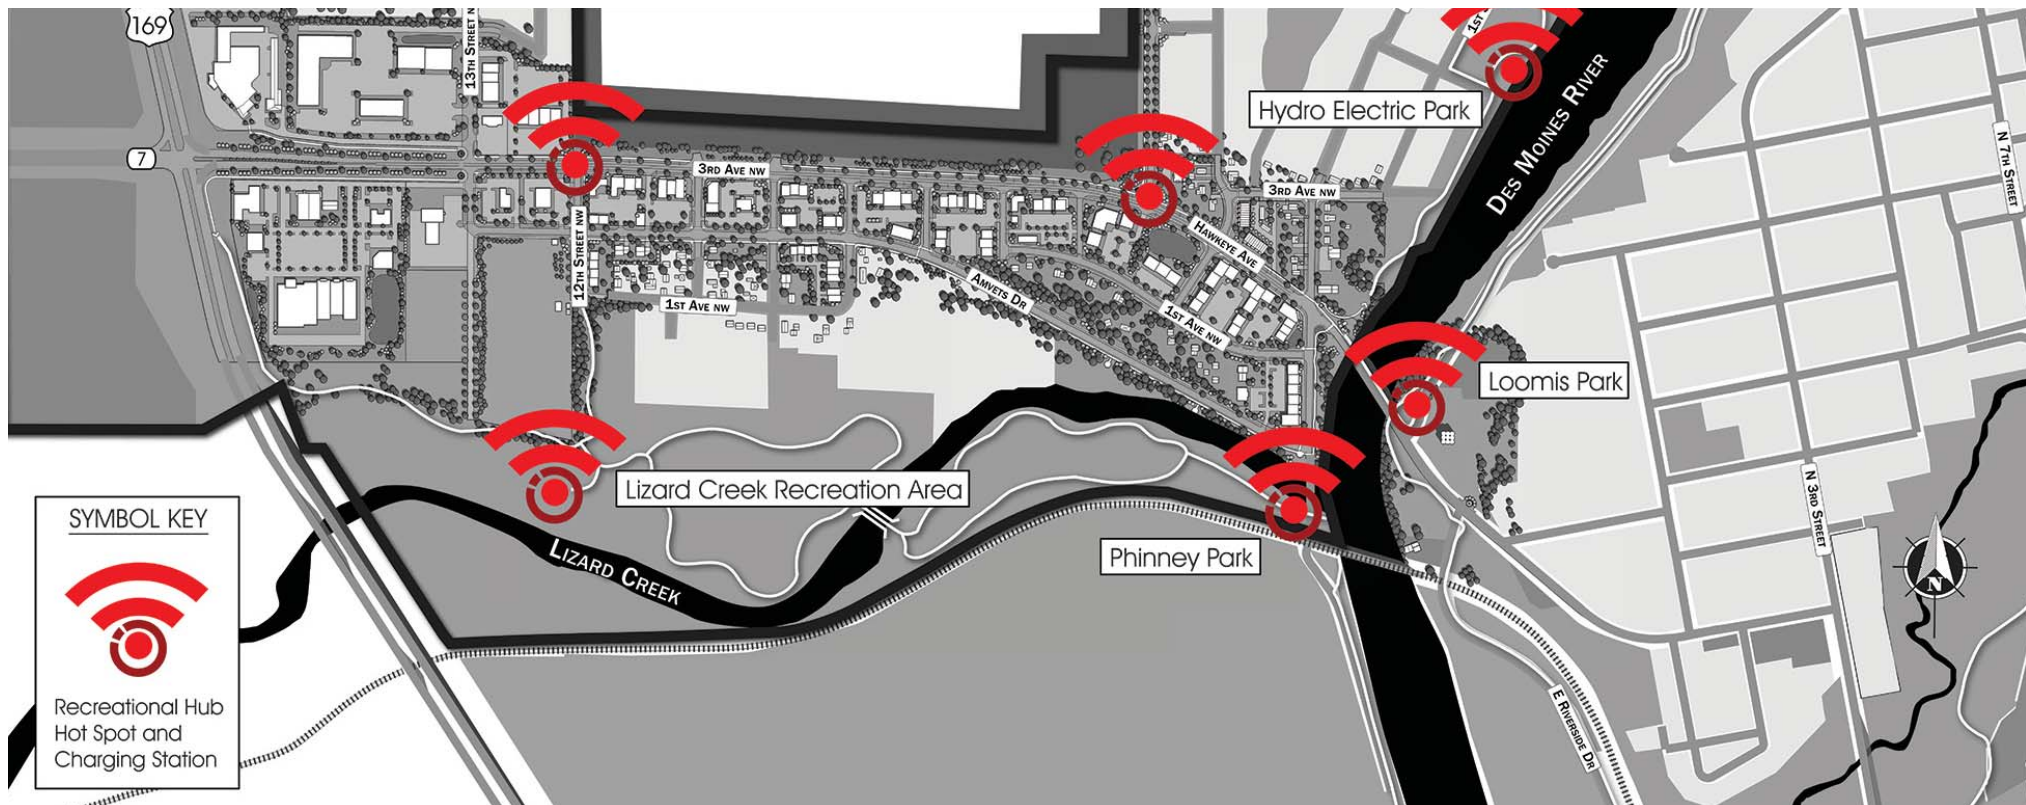 169
13TH STREET N
1ST
Hydro Electric Park
DES MOINES RIVER
N 7TH STREET
7
3RD AVE NW
3RD AVE NW
HAWKEYE AVE
12TH STREET NW
AMVETS DR
1ST AVE NW
1ST AVE NW
Loomis Park
Lizard Creek Recreation Area
N 3RD STREET
SYMBOL KEY
LIZARD CREEK
Phinney Park
N
Recreational Hub
Hot Spot and
Charging Station
E RIVERSIDE DR